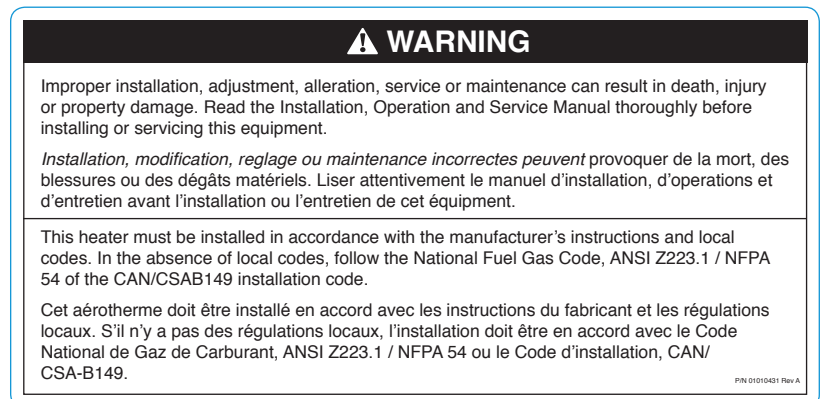 WARNING
Improper installation, adjustment, alleration, service or maintenance can result in death, injury
or property damage. Read the Installation, Operation and Service Manual thoroughly before
installing or servicing this equipment.
Installation, modification, reglage ou maintenance incorrectes peuvent provoquer de la mort, des
blessures ou des dégâts matériels. Liser attentivement le manuel d'installation, d'operations et
d'entretien avant l'installation ou l'entretien de cet équipment.
This heater must be installed in accordance with the manufacturer's instructions and local
codes. In the absence of local codes, follow the National Fuel Gas Code, ANSI Z223.1 / NFPA
54 of the CAN/CSAB149 installation code.
Cet aérotherme doit être installé en accord avec les instructions du fabricant et les régulations
locaux. S'il n'y a pas des régulations locaux, l'installation doit être en accord avec le Code
National de Gaz de Carburant, ANSI Z223.1 / NFPA 54 ou le Code d'installation, CAN/
CSA-B149.
P/N 01010431 Rev A